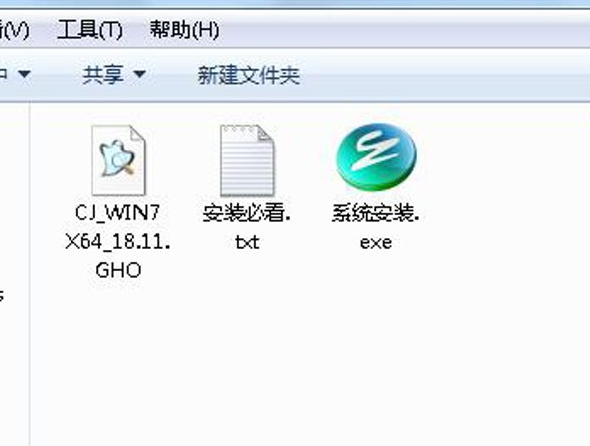 (V) 工具(T) 帮助(H)
中 共享 新建文件夹
CJ_WIN7 安装必看. 系统安装.
X64_18.11. txt exe
GHO